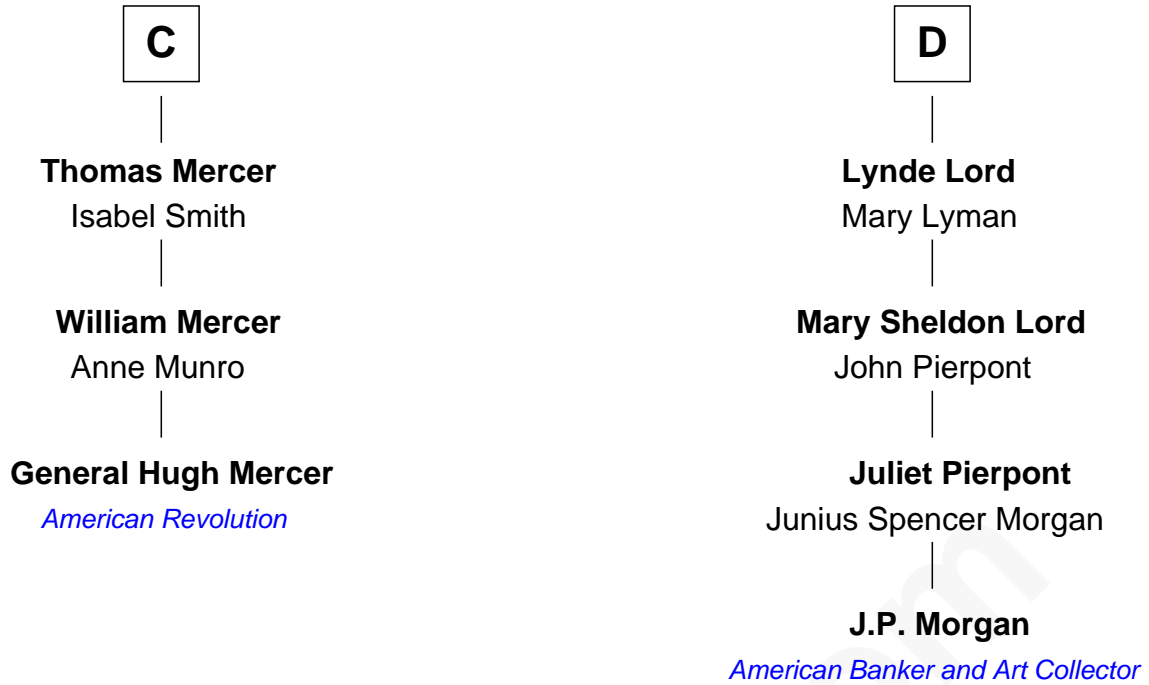 C
Thomas Mercer
Isabel Smith
William Mercer
Anne Munro
General Hugh Mercer
American Revolution
D
Lynde Lord
Mary Lyman
Mary Sheldon Lord
John Pierpont
Juliet Pierpont
Junius Spencer Morgan
J.P. Morgan
American Banker and Art Collector